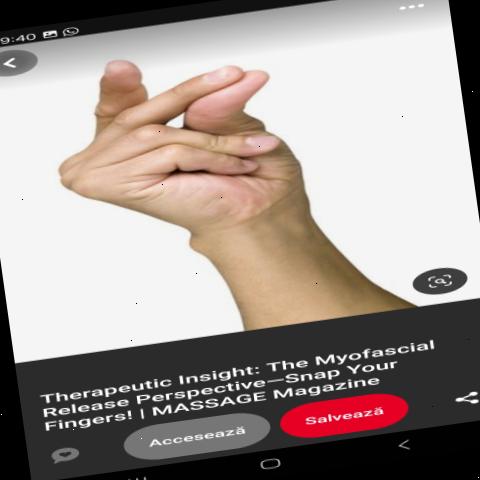 9:40
Therapeutic Insight: The Myofascial
Release Perspective—Snap Your
Fingers! | MASSAGE Magazine
Accesează
Salvează